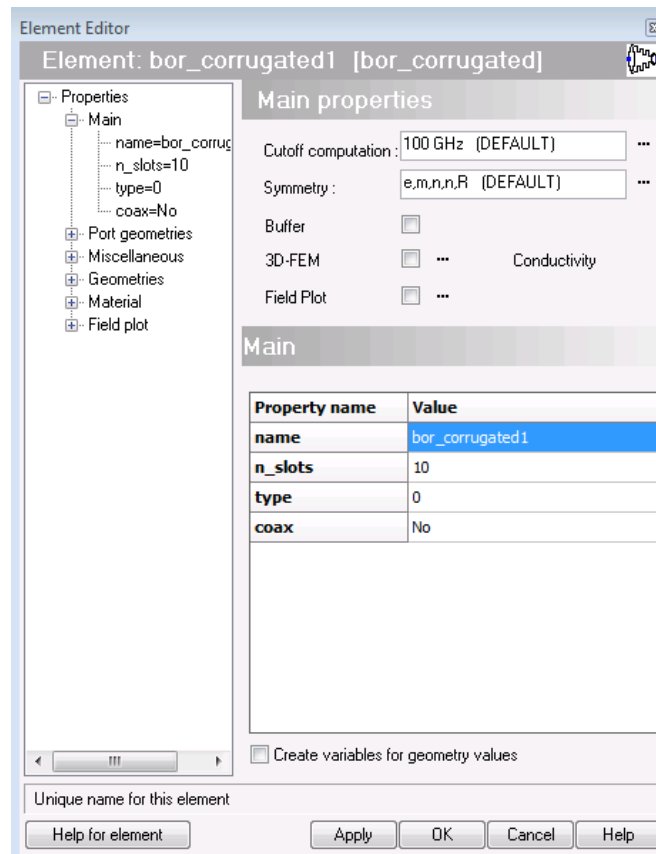 Element Editor
Element: bor_corrugated1 [bor_corrugated]
Properties
Main
name=bor_corrug
n_slots=10
type=0
coax=No
Port geometries
Miscellaneous
Geometries
Material
Field plot
Main properties
Cutoff computation : 100 GHz (DEFAULT) ...
Symmetry : e,m,n,n,R (DEFAULT) ...
Buffer
3D-FEM ... Conductivity
Field Plot ...
Main
Property name Value
name bor_corrugated1
n_slots 10
type 0
coax No
Create variables for geometry values
Unique name for this element
Help for element Apply OK Cancel Help